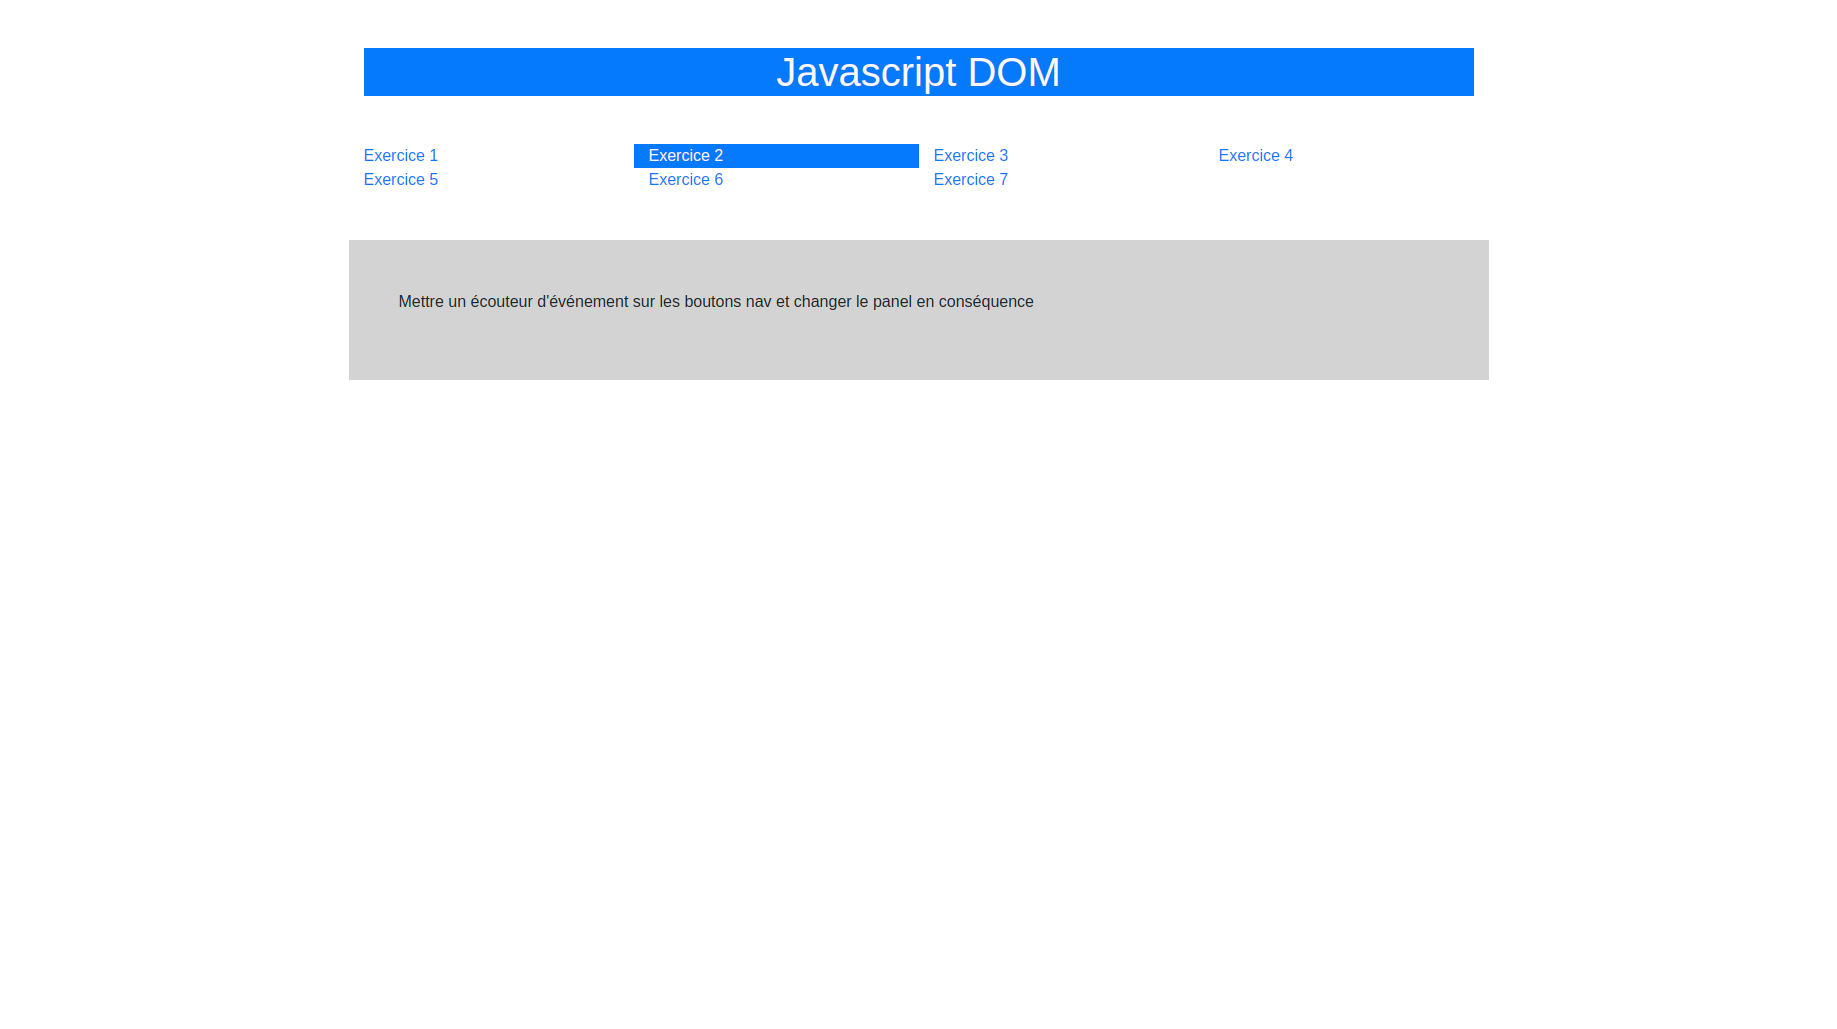 Javascript DOM
Exercice 1 Exercice 2 Exercice 3 Exercice 4
Exercice 5 Exercice 6 Exercice 7
Mettre un écouteur d'événement sur les boutons nav et changer le panel en conséquence